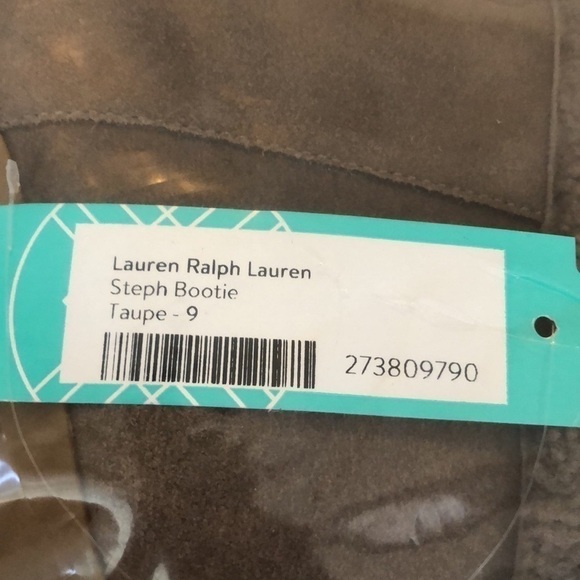 Lauren Ralph Lauren
Steph Bootie
Taupe - 9
273809790